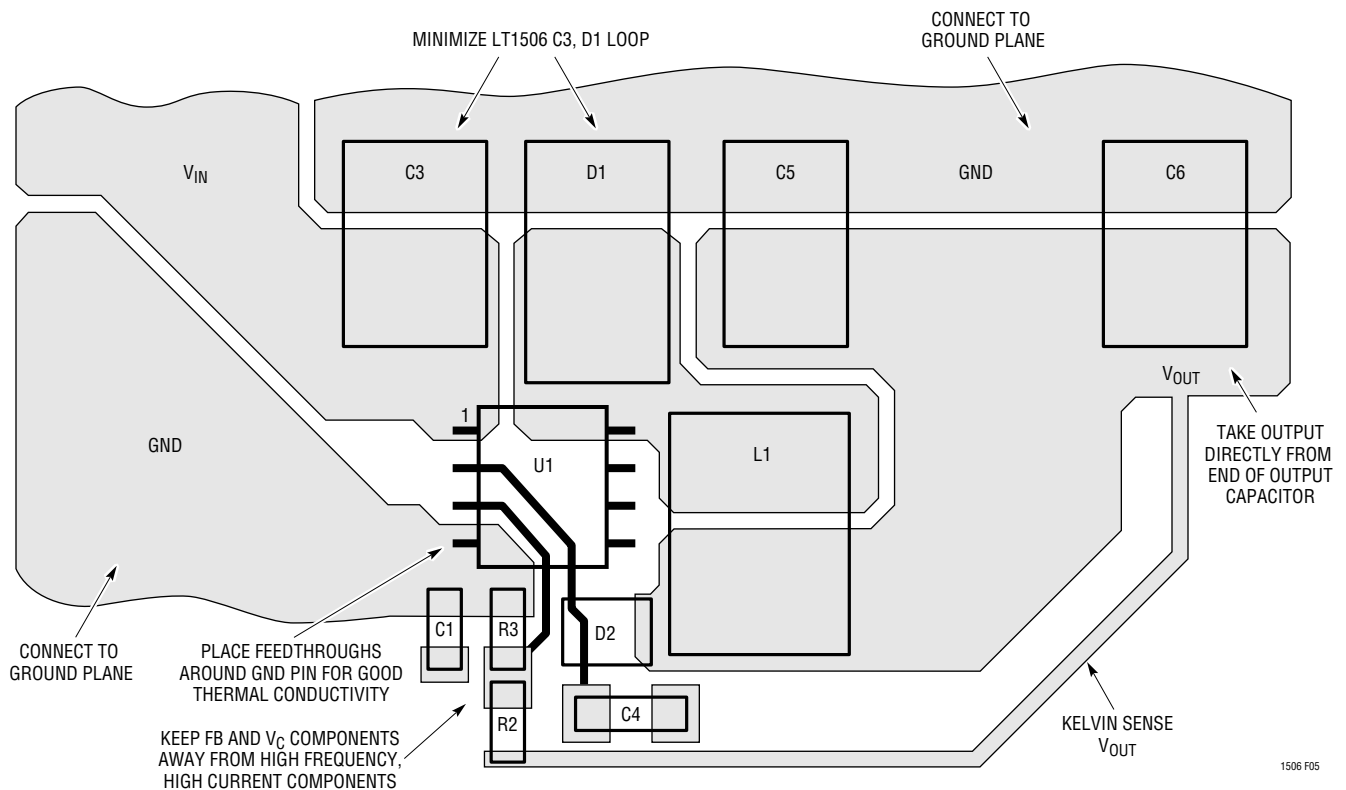 MINIMIZE LT1506 C3, D1 LOOP
CONNECT TO
GROUND PLANE
VIN
C3
D1
C5
GND
C6
VOUT
TAKE OUTPUT
DIRECTLY FROM
END OF OUTPUT
CAPACITOR
1
GND
U1
L1
CONNECT TO
GROUND PLANE
PLACE FEEDTHROUGHS
AROUND GND PIN FOR GOOD
THERMAL CONDUCTIVITY
C1
R3
D2
R2
C4
KEEP FB AND VC COMPONENTS
AWAY FROM HIGH FREQUENCY,
HIGH CURRENT COMPONENTS
KELVIN SENSE
VOUT
1506 F05